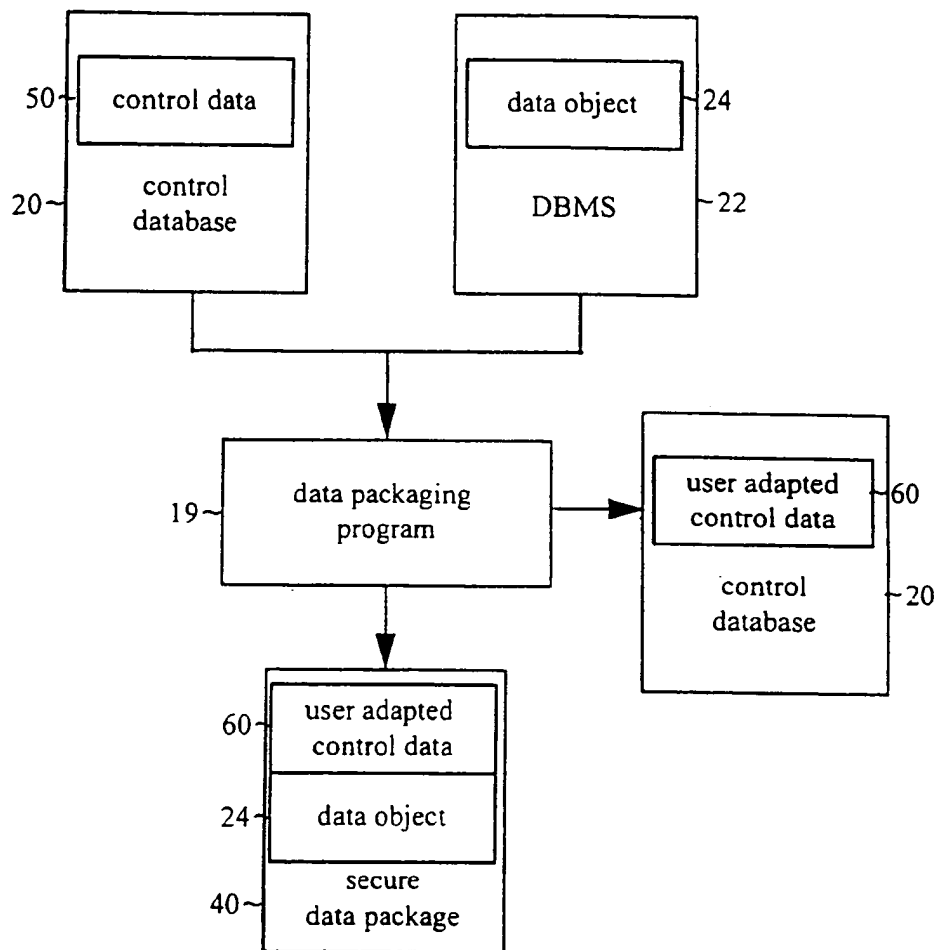 50
control data
20
control
database
data object
24
DBMS
22
19
data packaging
program
user adapted
control data
60
control
database
20
60
user adapted
control data
24
data object
40
secure
data package